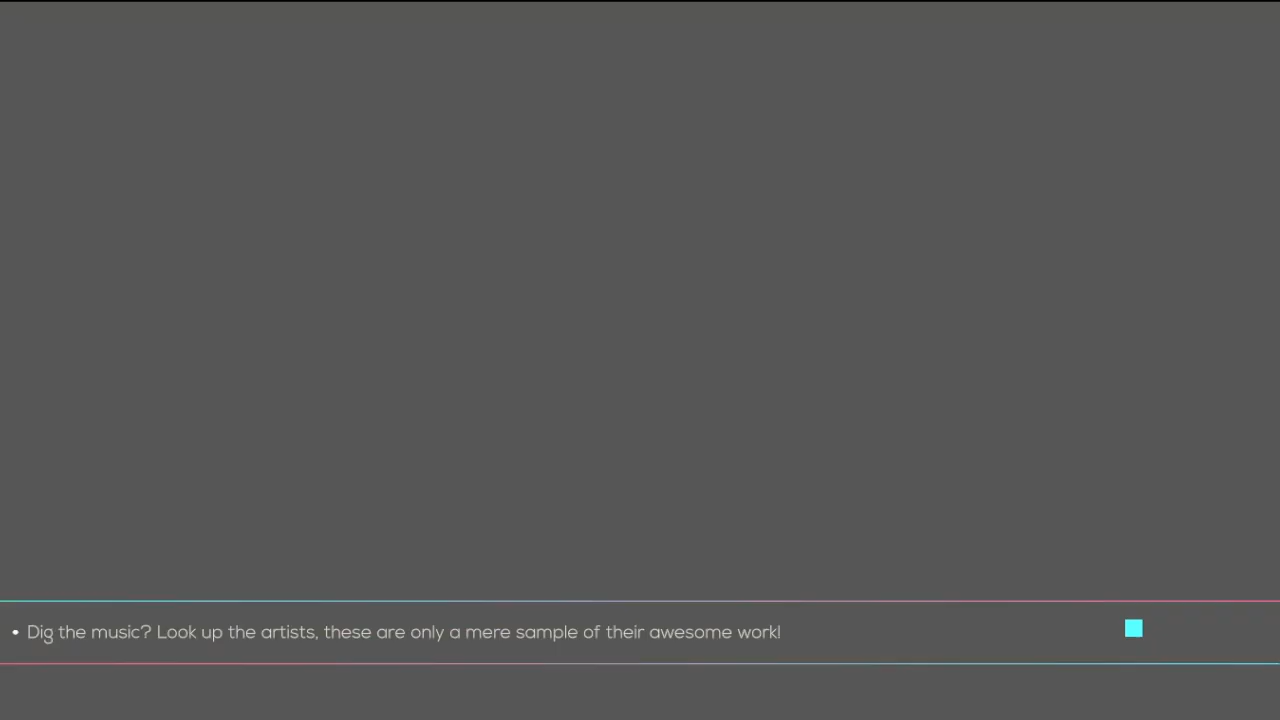 • Dig the music? Look up the artists, these are only a mere sample of their awesome work!